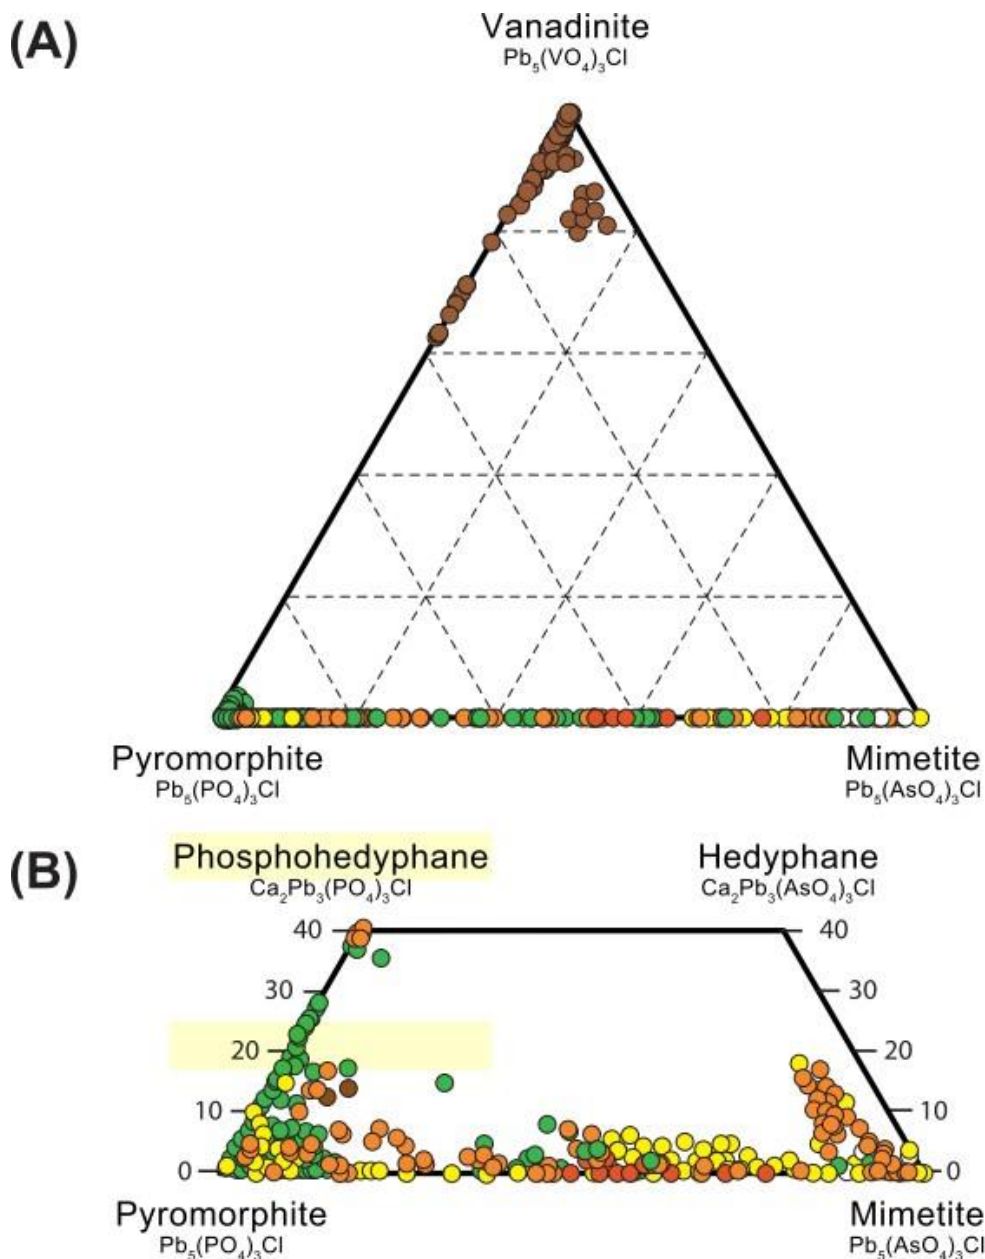 (A)
Vanadinite
Pb₅(VO₄)₃Cl
Pyromorphite
Pb₅(PO₄)₃Cl
Mimetite
Pb₅(AsO₄)₃Cl
(B)
Phosphohedyphane
Ca₂Pb₃(PO₄)₃Cl
Hedyphane
Ca₂Pb₃(AsO₄)₃Cl
40 40
30 30
20 20
10 10
0 0
Pyromorphite
Pb₅(PO₄)₃Cl
Mimetite
Pb₅(AsO₄)₃Cl